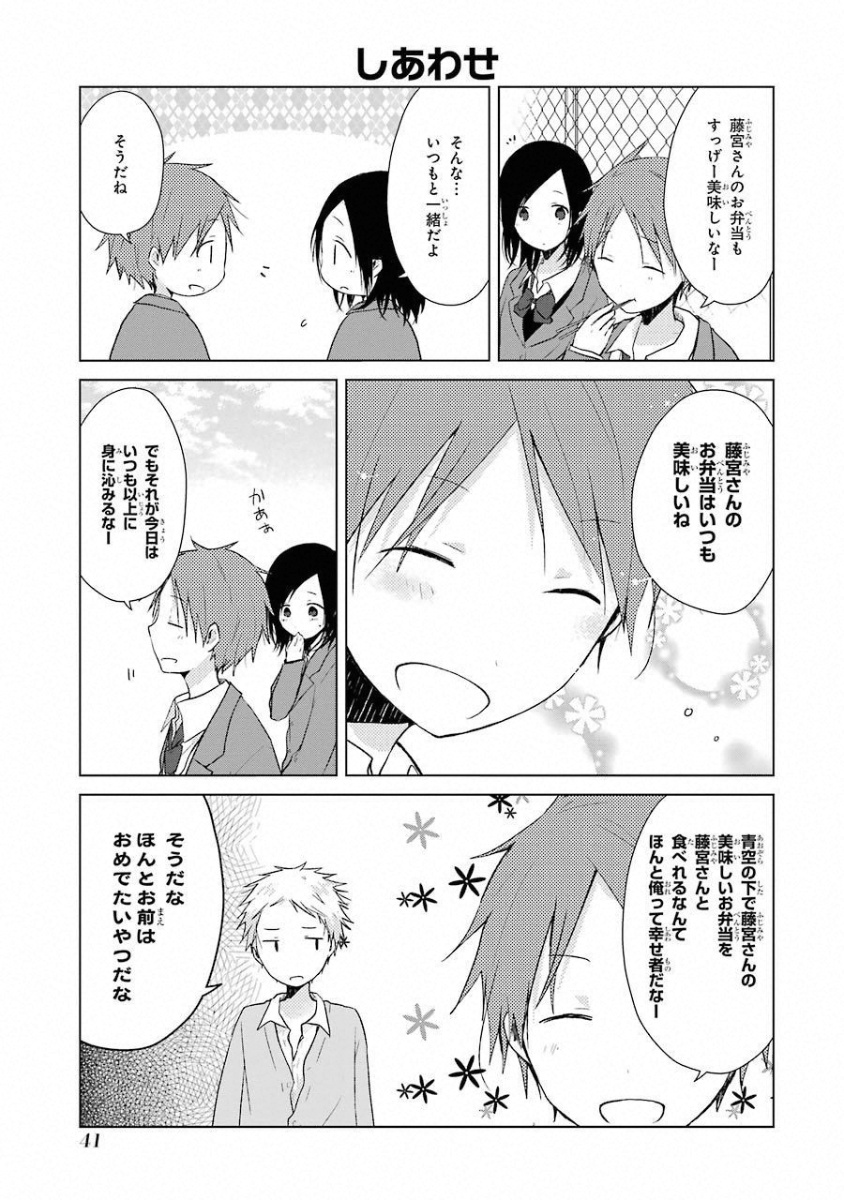 しあわせ
藤宮さんのお弁当も
すっげー美味しいなー
そんな…
いつもと一緒だよ
そうだね
藤宮さんの
お弁当はいつも
美味しいね
でもそれが今日は
いつも以上に
身に沁みるなー
かあぁ
青空の下で藤宮さんの
美味しいお弁当を
藤宮さんと
食べれるなんて
ほんと俺って幸せ者だなー
そうだな
ほんとお前は
おめでたいやつだな
41